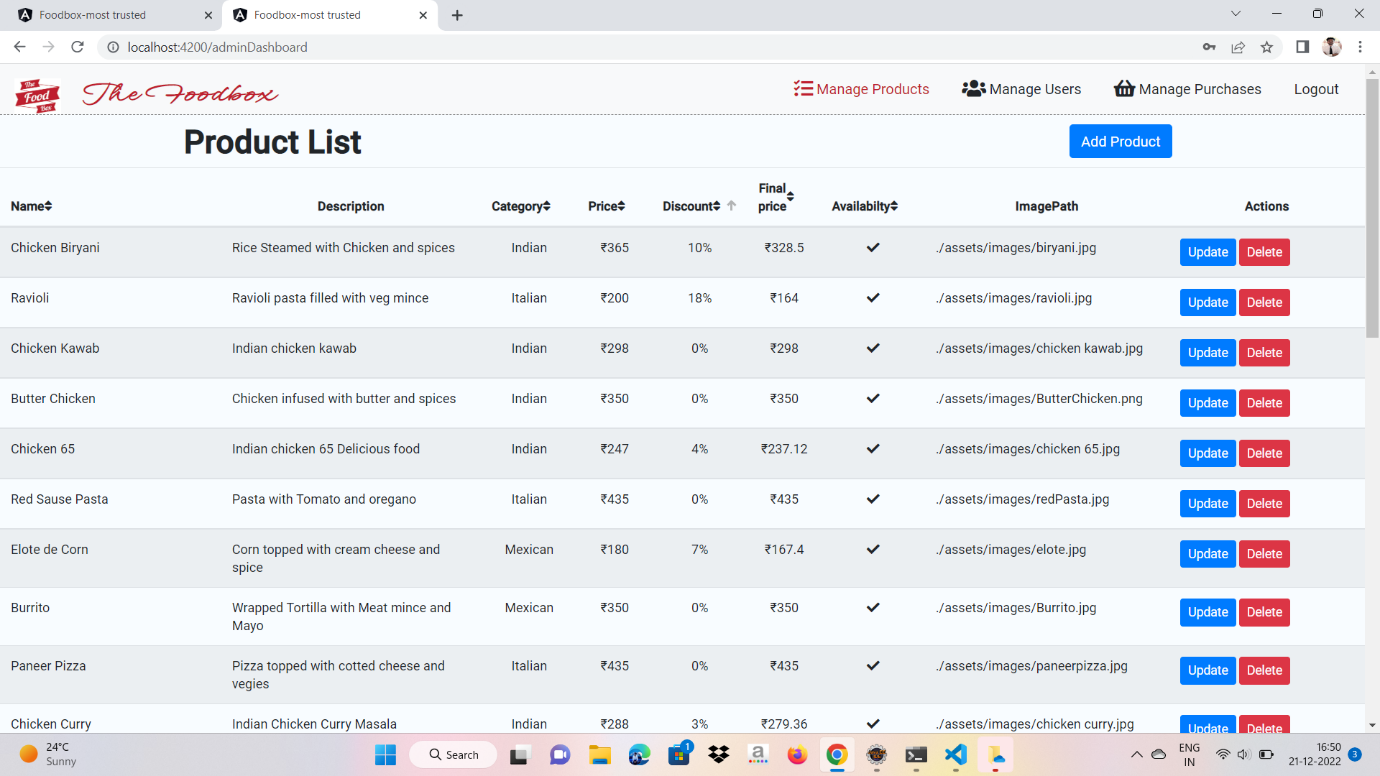 Foodbox-most trusted
Foodbox-most trusted
localhost:4200/adminDashboard
The Food Box
The Foodbox
Manage Products Manage Users Manage Purchases Logout
Product List Add Product
Name Description Category Price Discount Final price Availabilty ImagePath Actions
Chicken Biryani Rice Steamed with Chicken and spices Indian ₹365 10% ₹328.5 ./assets/images/biryani.jpg Update Delete
Ravioli Ravioli pasta filled with veg mince Italian ₹200 18% ₹164 ./assets/images/ravioli.jpg Update Delete
Chicken Kawab Indian chicken kawab Indian ₹298 0% ₹298 ./assets/images/chicken kawab.jpg Update Delete
Butter Chicken Chicken infused with butter and spices Indian ₹350 0% ₹350 ./assets/images/ButterChicken.png Update Delete
Chicken 65 Indian chicken 65 Delicious food Indian ₹247 4% ₹237.12 ./assets/images/chicken 65.jpg Update Delete
Red Sause Pasta Pasta with Tomato and oregano Italian ₹435 0% ₹435 ./assets/images/redPasta.jpg Update Delete
Elote de Corn Corn topped with cream cheese and Mexican ₹180 7% ₹167.4 ./assets/images/elote.jpg Update Delete
spice
Burrito Wrapped Tortilla with Meat mince and Mexican ₹350 0% ₹350 ./assets/images/Burrito.jpg Update Delete
Mayo
Paneer Pizza Pizza topped with cotted cheese and Italian ₹435 0% ₹435 ./assets/images/paneerpizza.jpg Update Delete
vegies
Chicken Curry Indian Chicken Curry Masala Indian ₹288 3% ₹279.36 ./assets/images/chicken curry.jpg Update Delete
24°C
Sunny
Search
1
a
ENG
IN
16:50
21-12-2022
3